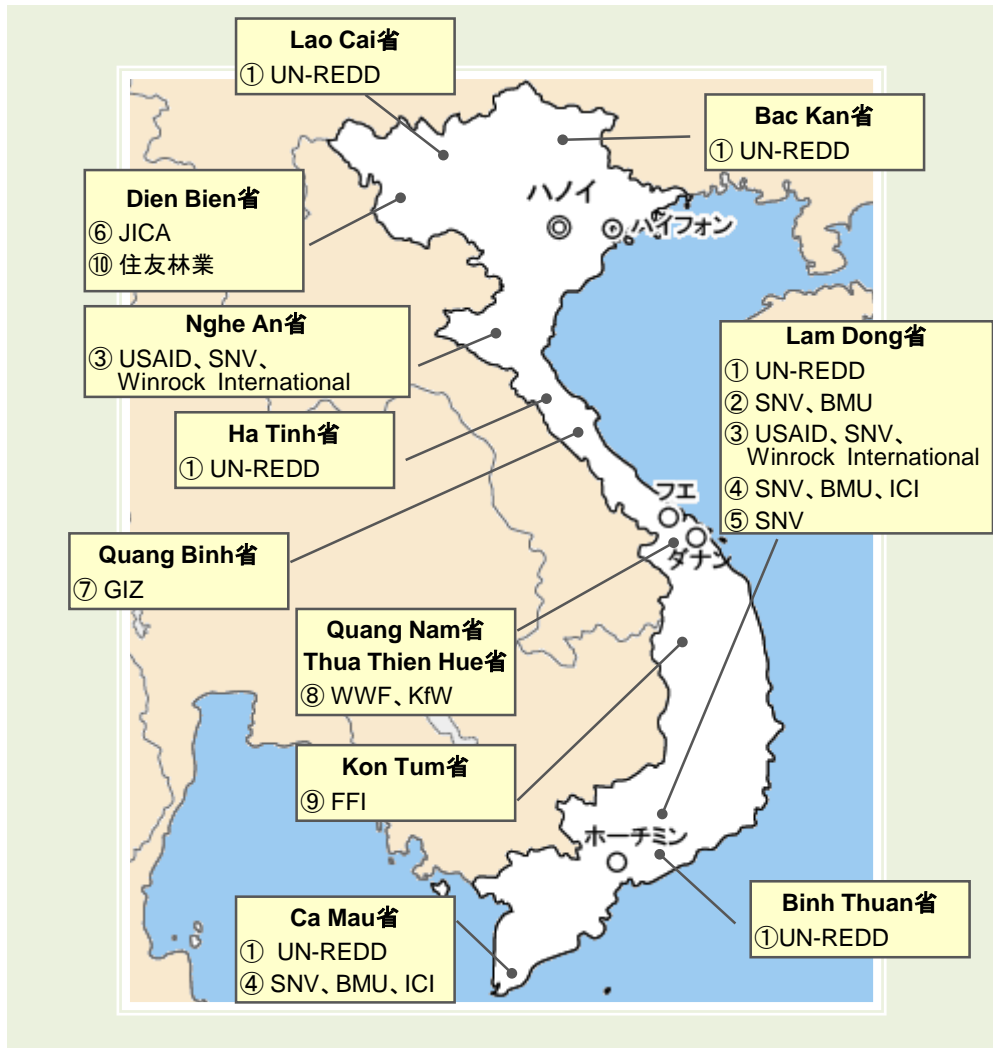 Lao Cai省
① UN-REDD
Bac Kan省
① UN-REDD
Dien Bien省
⑥ JICA
⑩ 住友林業
ハノイ
ハイフォン
Nghe An省
③ USAID、SNV、
Winrock International
Lam Dong省
① UN-REDD
② SNV、BMU
③ USAID、SNV、
Winrock International
④ SNV、BMU、ICI
⑤ SNV
Ha Tinh省
① UN-REDD
フエ
ダナン
Quang Binh省
⑦ GIZ
Quang Nam省
Thua Thien Hue省
⑧ WWF、KfW
Kon Tum省
⑨ FFI
ホーチミン
Ca Mau省
① UN-REDD
④ SNV、BMU、ICI
Binh Thuan省
①UN-REDD